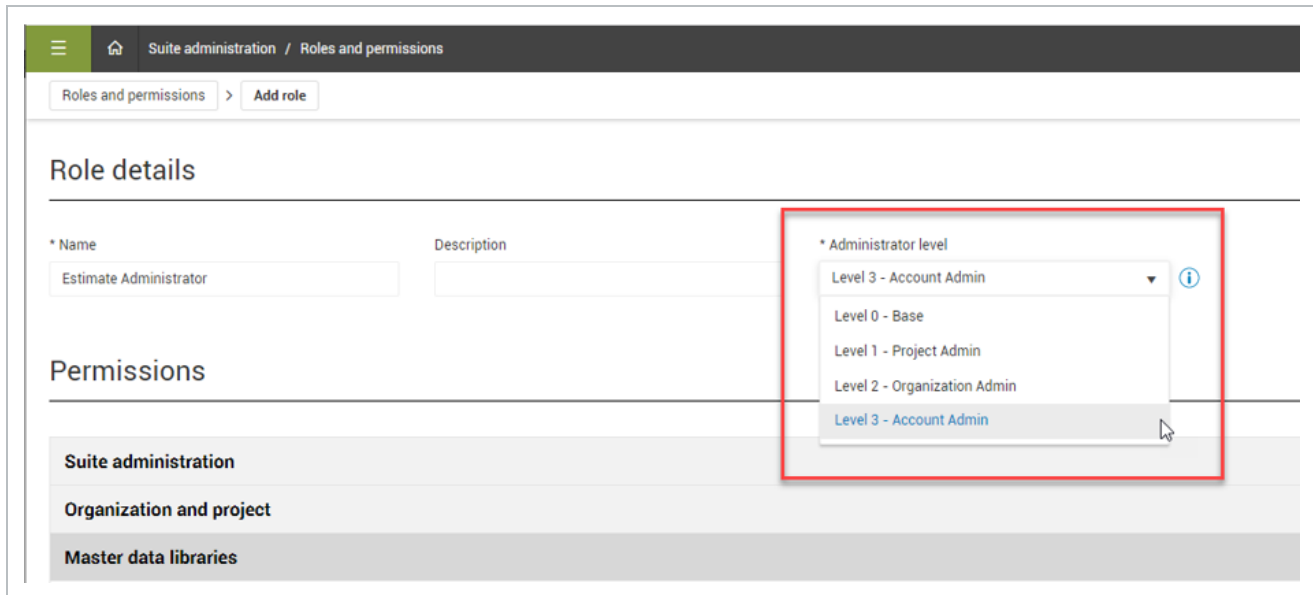 Suite administration / Roles and permissions
Roles and permissions > Add role
Role details
* Name
Description
* Administrator level
Estimate Administrator
Level 3 - Account Admin
Level 0 - Base
Level 1 - Project Admin
Level 2 - Organization Admin
Level 3 - Account Admin
Permissions
Suite administration
Organization and project
Master data libraries